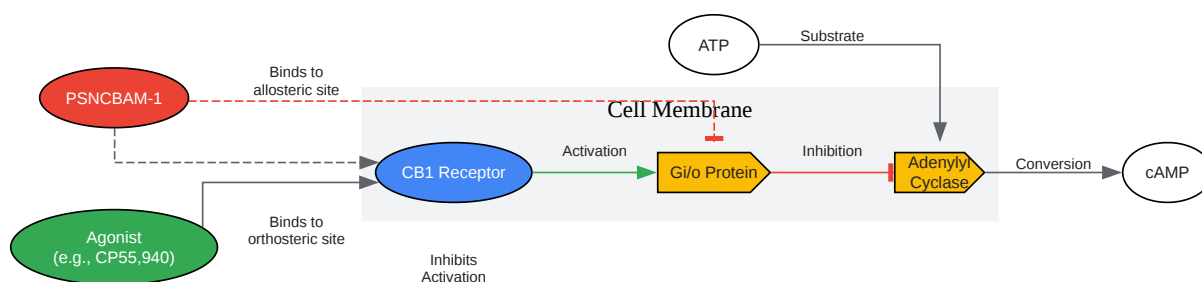 ATP
Substrate
Binds to
allosteric site
PSNCBAM-1
Cell Membrane
Activation
Inhibition
CB1 Receptor
Gi/o Protein
Adenylyl
Cyclase
Conversion
cAMP
Binds to
orthosteric site
Agonist
(e.g., CP55,940)
Inhibits
Activation